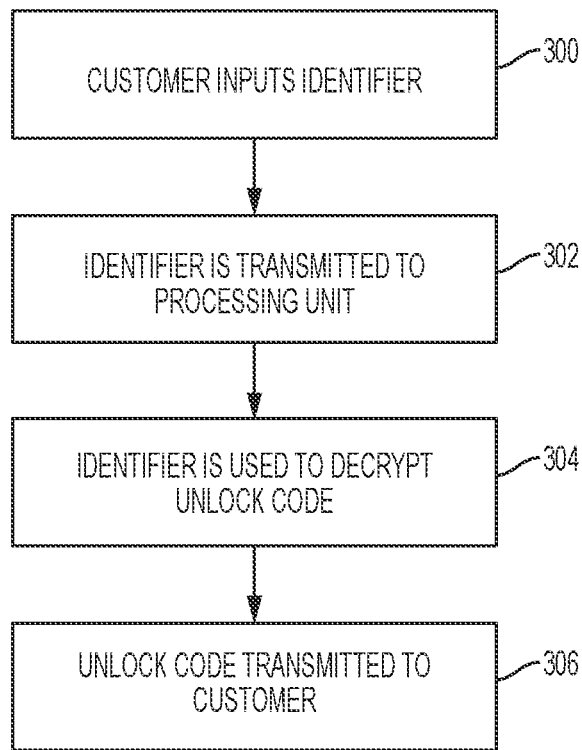 CUSTOMER INPUTS IDENTIFIER
300
IDENTIFIER IS TRANSMITTED TO
PROCESSING UNIT
302
IDENTIFIER IS USED TO DECRYPT
UNLOCK CODE
304
UNLOCK CODE TRANSMITTED TO
CUSTOMER
306